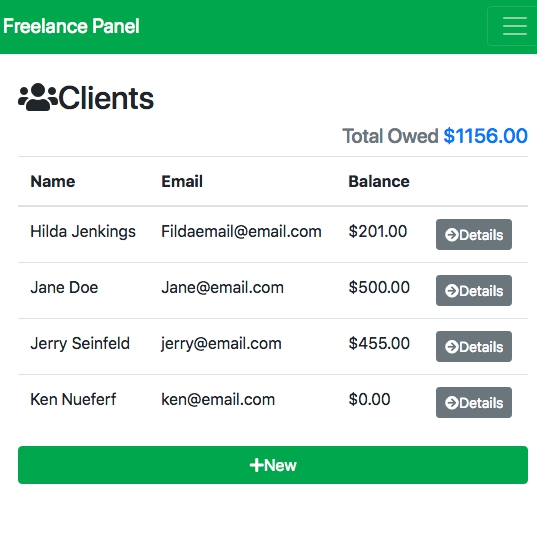 Freelance Panel
Clients
Total Owed $1156.00
Name Email Balance
Hilda Jenkings Fildaemail@email.com $201.00 Details
Jane Doe Jane@email.com $500.00 Details
Jerry Seinfeld jerry@email.com $455.00 Details
Ken Nueferf ken@email.com $0.00 Details
+New